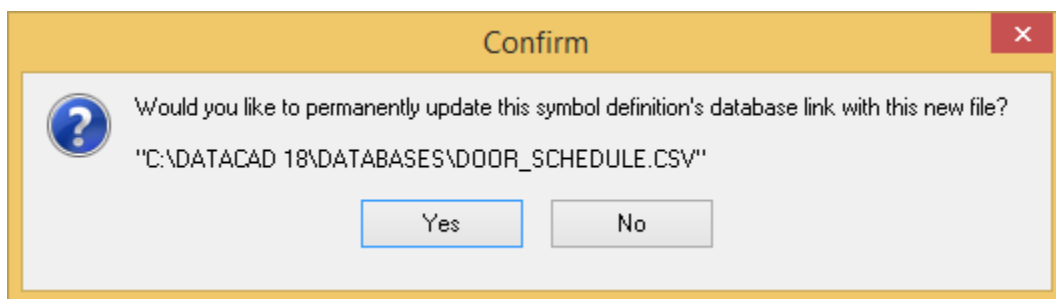 Confirm
Would you like to permanently update this symbol definition's database link with this new file?
"C:\DATACAD 18\DATABASES\DOOR_SCHEDULE.CSV"
Yes No